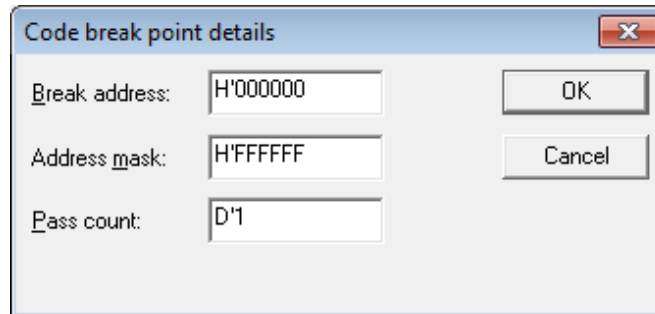 Code break point details
Break address: H'000000 OK
Address mask: H'FFFFFF Cancel
Pass count: D'1